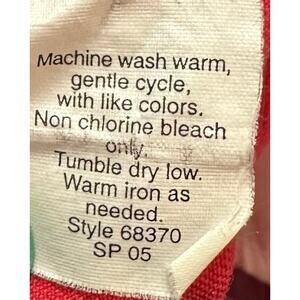 Machine wash warm,
gentle cycle,
with like colors.
Non chlorine bleach
only.
Tumble dry low.
Warm iron as
needed.
Style 68370
SP 05